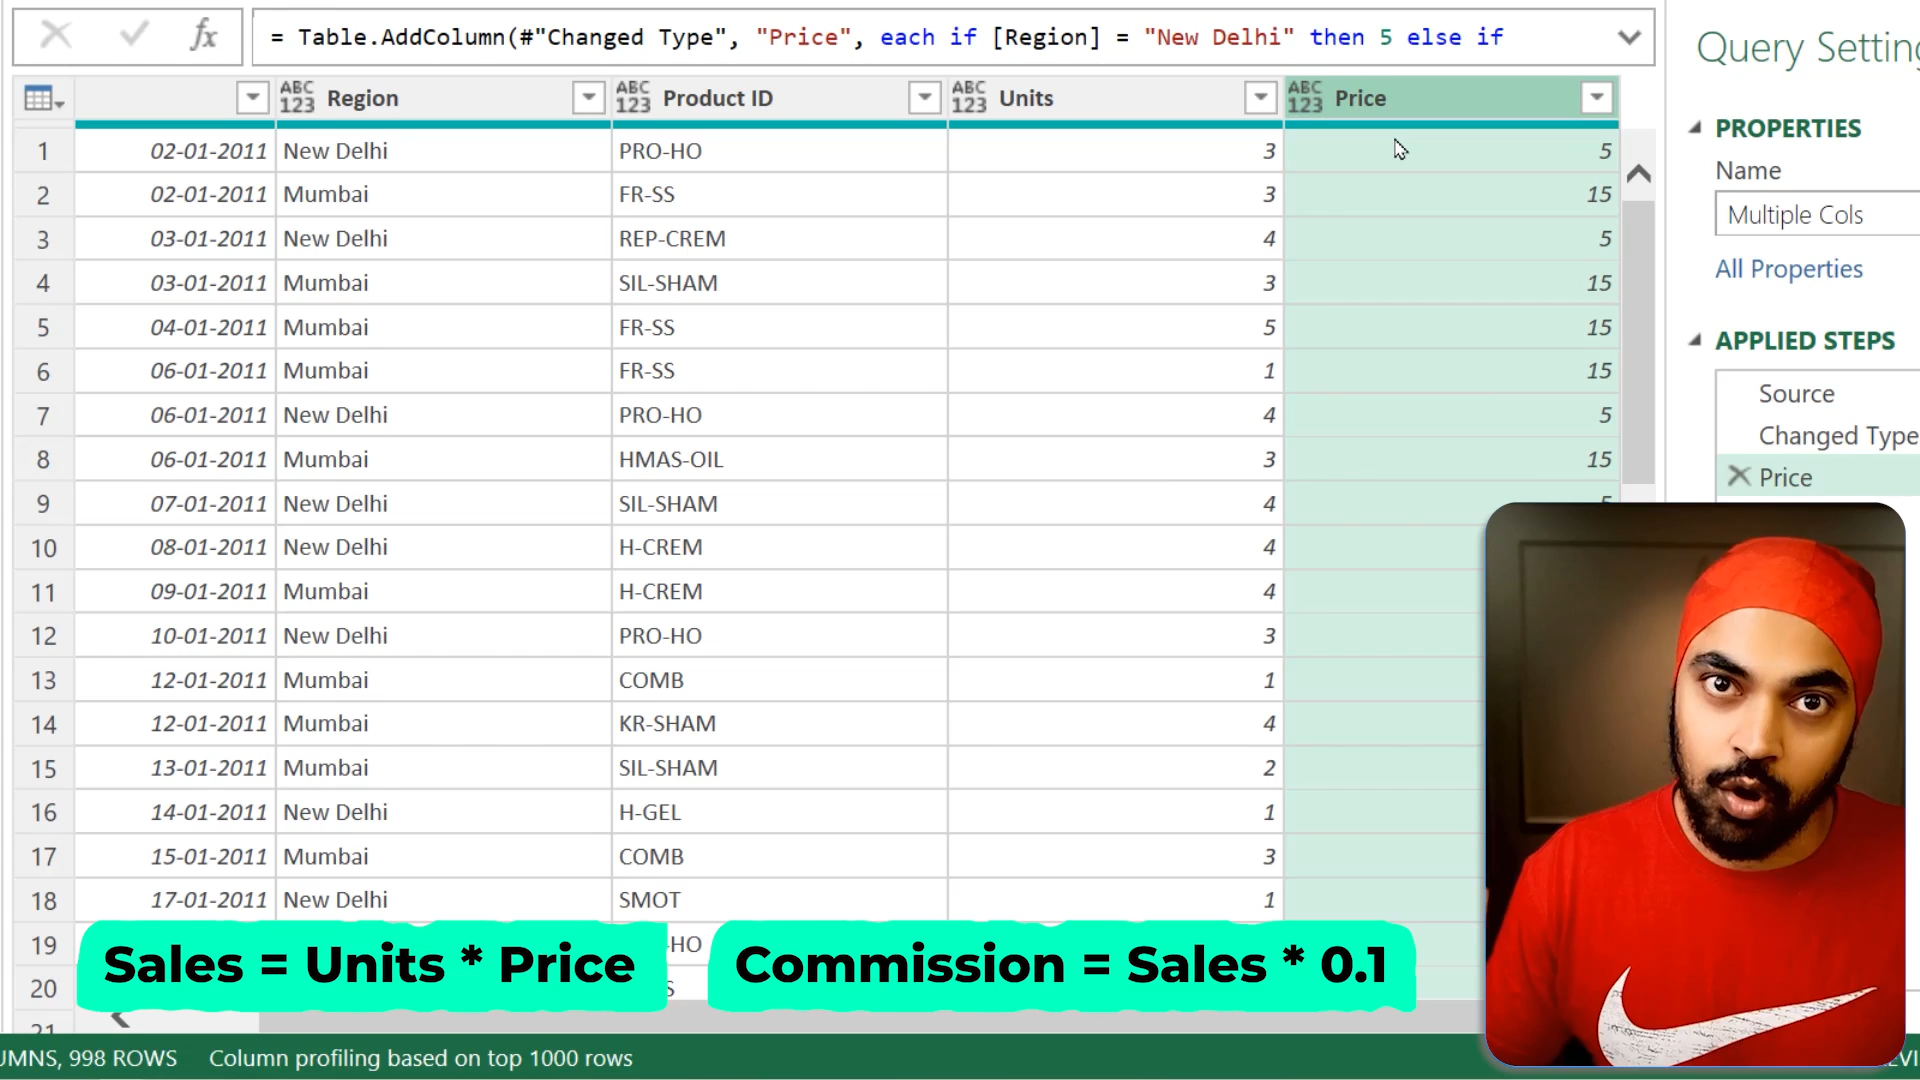 fx = Table.AddColumn(#"Changed Type", "Price", each if [Region] = "New Delhi" then 5 else if
ABC 123 Region ABC 123 Product ID ABC 123 Units ABC 123 Price
1 02-01-2011 New Delhi PRO-HO 3 5
2 02-01-2011 Mumbai FR-SS 3 15
3 03-01-2011 New Delhi REP-CREM 4 5
4 03-01-2011 Mumbai SIL-SHAM 3 15
5 04-01-2011 Mumbai FR-SS 5 15
6 06-01-2011 Mumbai FR-SS 1 15
7 06-01-2011 New Delhi PRO-HO 4 5
8 06-01-2011 Mumbai HMAS-OIL 3 15
9 07-01-2011 New Delhi SIL-SHAM 4
10 08-01-2011 New Delhi H-CREM 4
11 09-01-2011 Mumbai H-CREM 4
12 10-01-2011 New Delhi PRO-HO 3
13 12-01-2011 Mumbai COMB 1
14 12-01-2011 Mumbai KR-SHAM 4
15 13-01-2011 Mumbai SIL-SHAM 2
16 14-01-2011 New Delhi H-GEL 1
17 15-01-2011 Mumbai COMB 3
18 17-01-2011 New Delhi SMOT 1
19 -HO
20 S
21
Sales = Units * Price
Commission = Sales * 0.1
UMNS, 998 ROWS Column profiling based on top 1000 rows
Query Setting
PROPERTIES
Name
Multiple Cols
All Properties
APPLIED STEPS
Source
Changed Type
Price